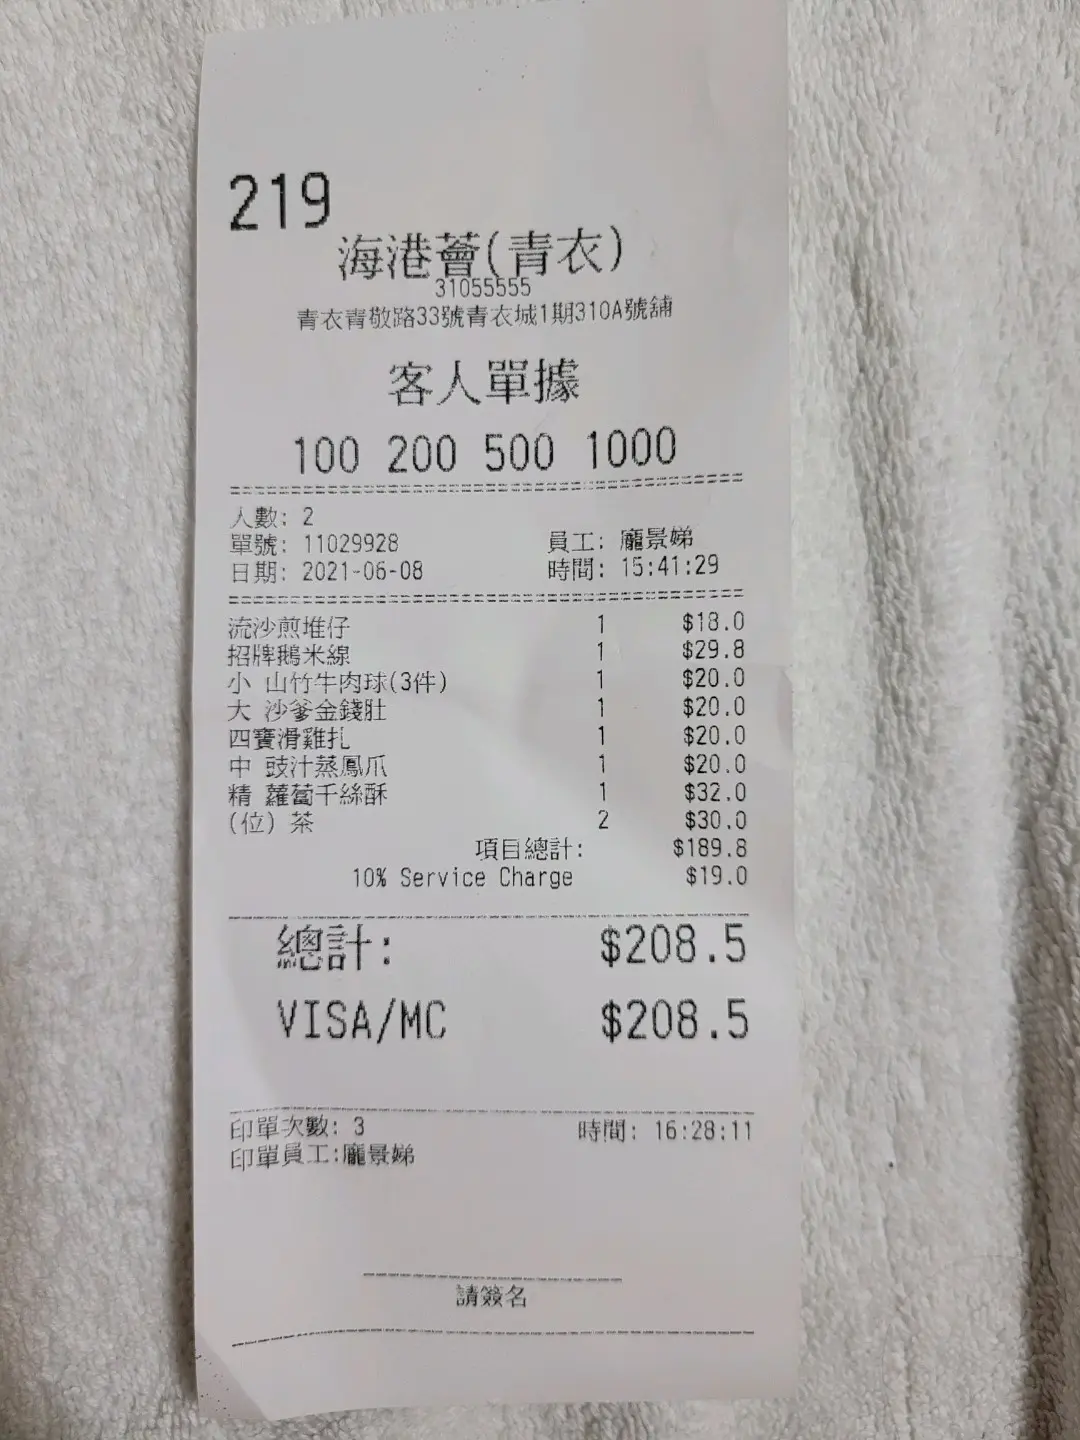 219
海港薈(青衣)
31055555
青衣青敬路33號青衣城1期310A號舖
客人單據
100 200 500 1000
人數: 2
單號: 11029928 員工: 龐景娣
日期: 2021-06-08 時間: 15:41:29
流沙煎堆仔 1 $18.0
招牌鵝米線 1 $29.8
小 山竹牛肉球(3件) 1 $20.0
大 沙爹金錢肚 1 $20.0
四寶滑雞扎 1 $20.0
中 豉汁蒸鳳爪 1 $20.0
精 蘿蔔千絲酥 1 $32.0
(位) 茶 2 $30.0
項目總計: $189.8
10% Service Charge $19.0
總計: $208.5
VISA/MC $208.5
印單次數: 3 時間: 16:28:11
印單員工:龐景娣
請簽名